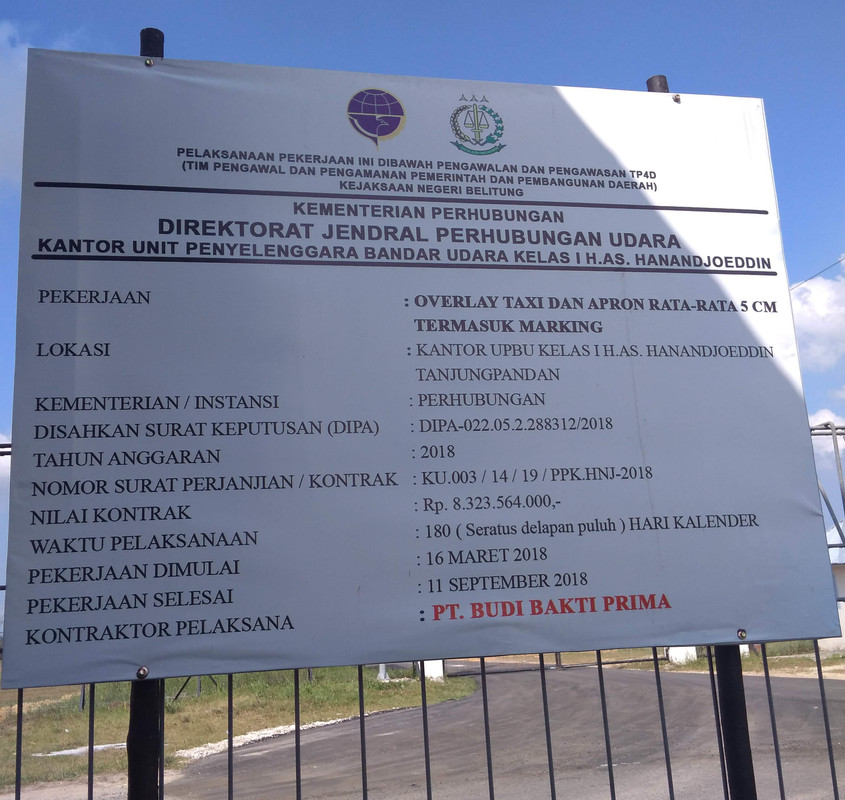 PELAKSANAAN PEKERJAAN INI DIBAWAH PENGAWALAN DAN PENGAWASAN TP4D
(TIM PENGAWAL DAN PENGAMANAN PEMERINTAH DAN PEMBANGUNAN DAERAH)
KEJAKSAAN NEGERI BELITUNG
KEMENTERIAN PERHUBUNGAN
DIREKTORAT JENDRAL PERHUBUNGAN UDARA
KANTOR UNIT PENYELENGGARA BANDAR UDARA KELAS I H.AS. HANANDJOEDDIN
PEKERJAAN : OVERLAY TAXI DAN APRON RATA-RATA 5 CM
TERMASUK MARKING
LOKASI : KANTOR UPBU KELAS I H.AS. HANANDJOEDDIN
TANJUNGPANDAN
KEMENTERIAN / INSTANSI : PERHUBUNGAN
DISAHKAN SURAT KEPUTUSAN (DIPA) : DIPA-022.05.2.288312/2018
TAHUN ANGGARAN : 2018
NOMOR SURAT PERJANJIAN / KONTRAK : KU.003 / 14 / 19 / PPK.HNJ-2018
NILAI KONTRAK : Rp. 8.323.564.000,-
WAKTU PELAKSANAAN : 180 ( Seratus delapan puluh ) HARI KALENDER
PEKERJAAN DIMULAI : 16 MARET 2018
PEKERJAAN SELESAI : 11 SEPTEMBER 2018
KONTRAKTOR PELAKSANA : PT. BUDI BAKTI PRIMA